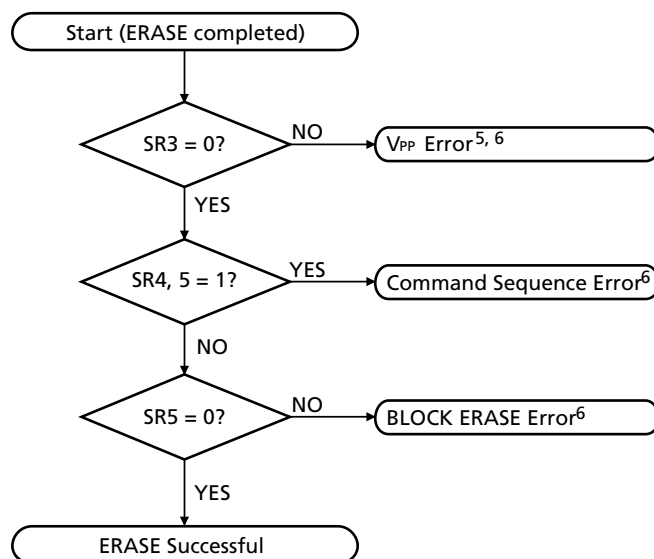 Start (ERASE completed)
SR3 = 0?
NO
VPP Error5, 6
YES
SR4, 5 = 1?
YES
Command Sequence Error6
NO
SR5 = 0?
NO
BLOCK ERASE Error6
YES
ERASE Successful